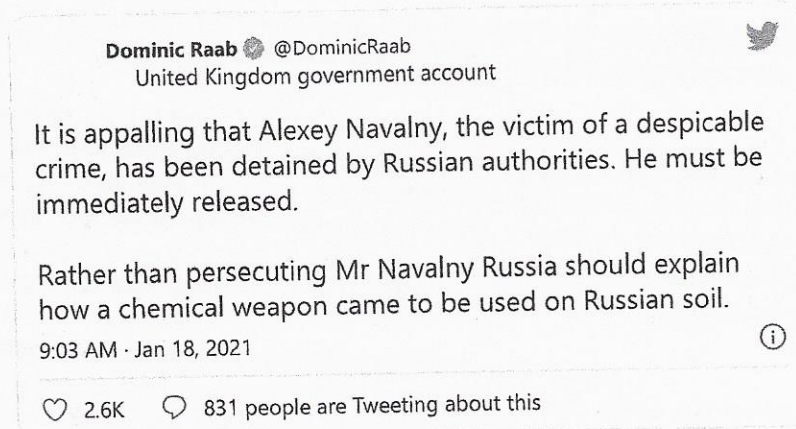 Dominic Raab @DominicRaab
United Kingdom government account
It is appalling that Alexey Navalny, the victim of a despicable
crime, has been detained by Russian authorities. He must be
immediately released.
Rather than persecuting Mr Navalny Russia should explain
how a chemical weapon came to be used on Russian soil.
9:03 AM · Jan 18, 2021
2.6K 831 people are Tweeting about this